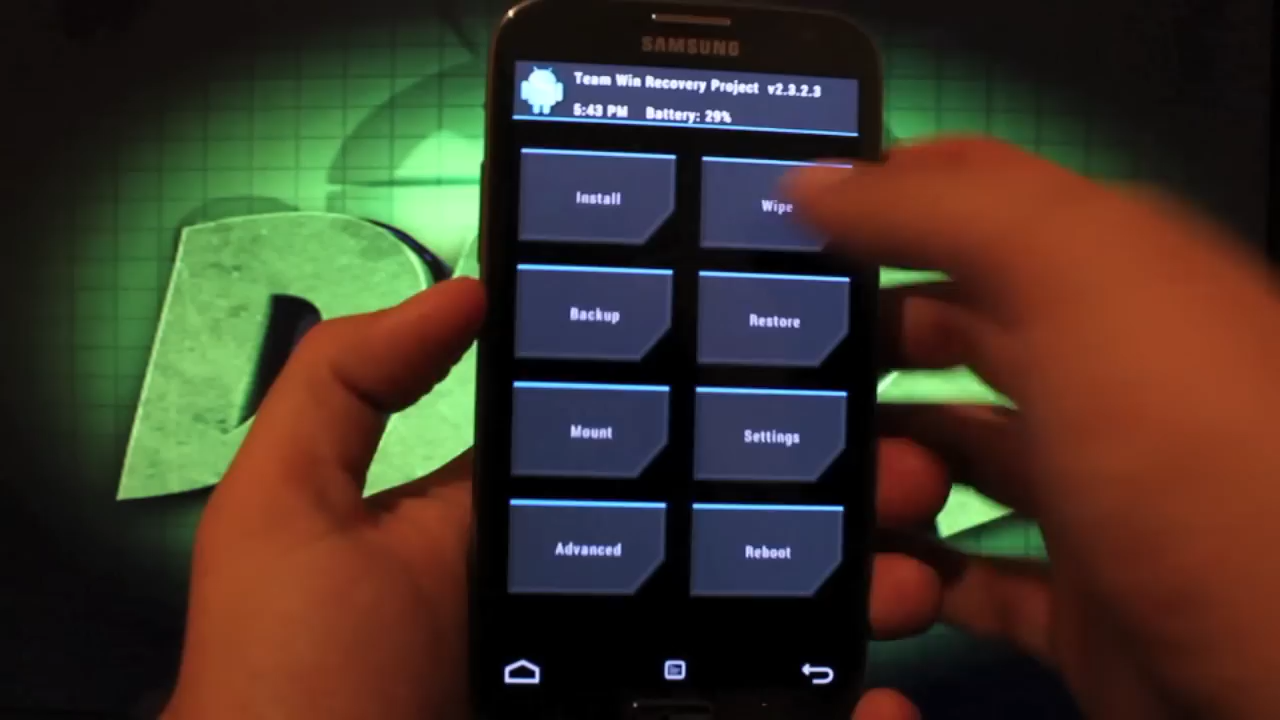 SAMSUNG
Team Win Recovery Project v2.3.2.3
5:43 PM Battery: 29%
Install
Wipe
Backup
Restore
Mount
Settings
Advanced
Reboot